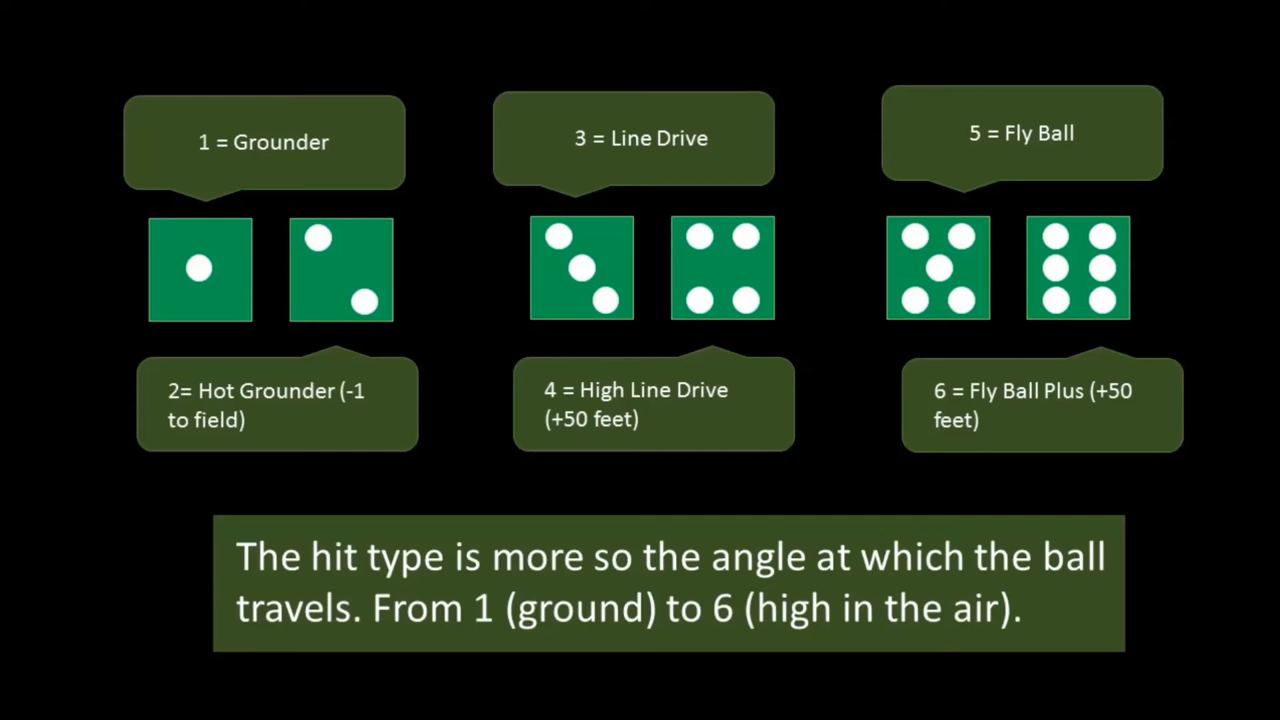 1 = Grounder
3 = Line Drive
5 = Fly Ball
2= Hot Grounder (-1
to field)
4 = High Line Drive
(+50 feet)
6 = Fly Ball Plus (+50
feet)
The hit type is more so the angle at which the ball
travels. From 1 (ground) to 6 (high in the air).